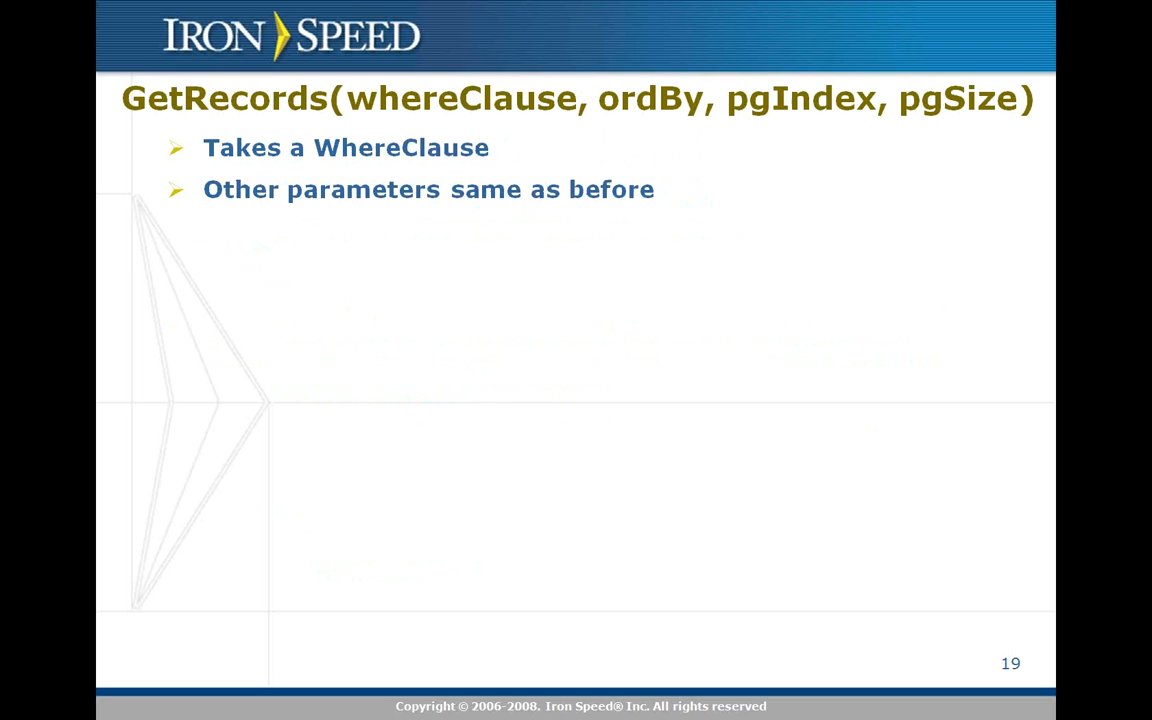 IRON SPEED
GetRecords(whereClause, ordBy, pgIndex, pgSize)
Takes a WhereClause
Other parameters same as before
19
Copyright © 2006-2008. Iron Speed® Inc. All rights reserved